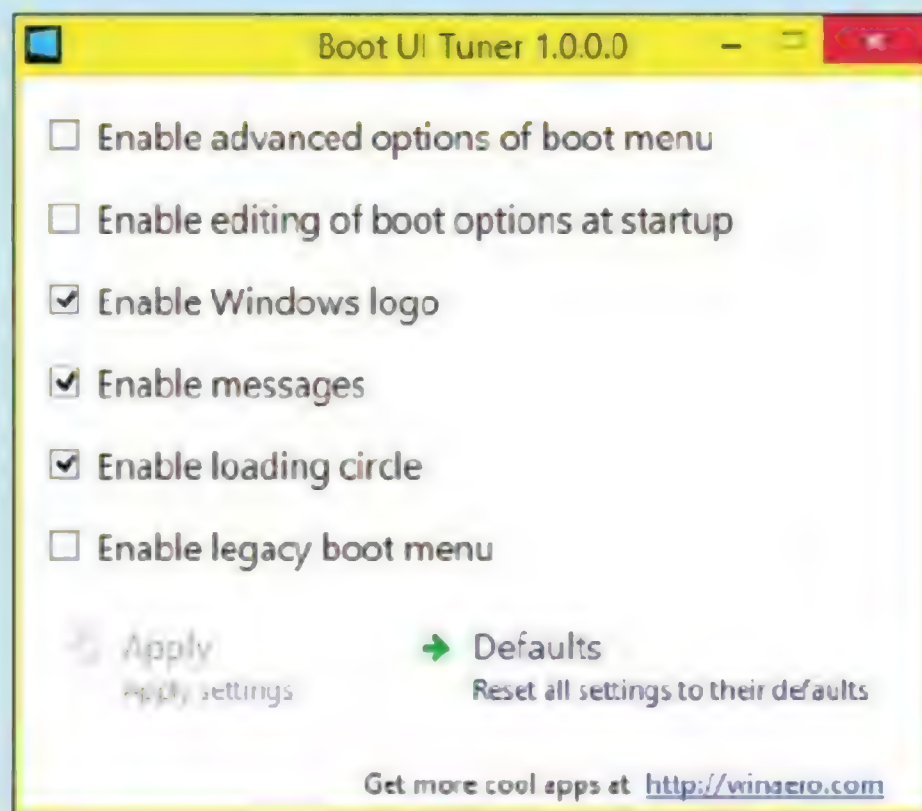 Boot UI Tuner 1.0.0.0
Enable advanced options of boot menu
Enable editing of boot options at startup
Enable Windows logo
Enable messages
Enable loading circle
Enable legacy boot menu
Apply
Apply settings
Defaults
Reset all settings to their defaults
Get more cool apps at http://winaero.com